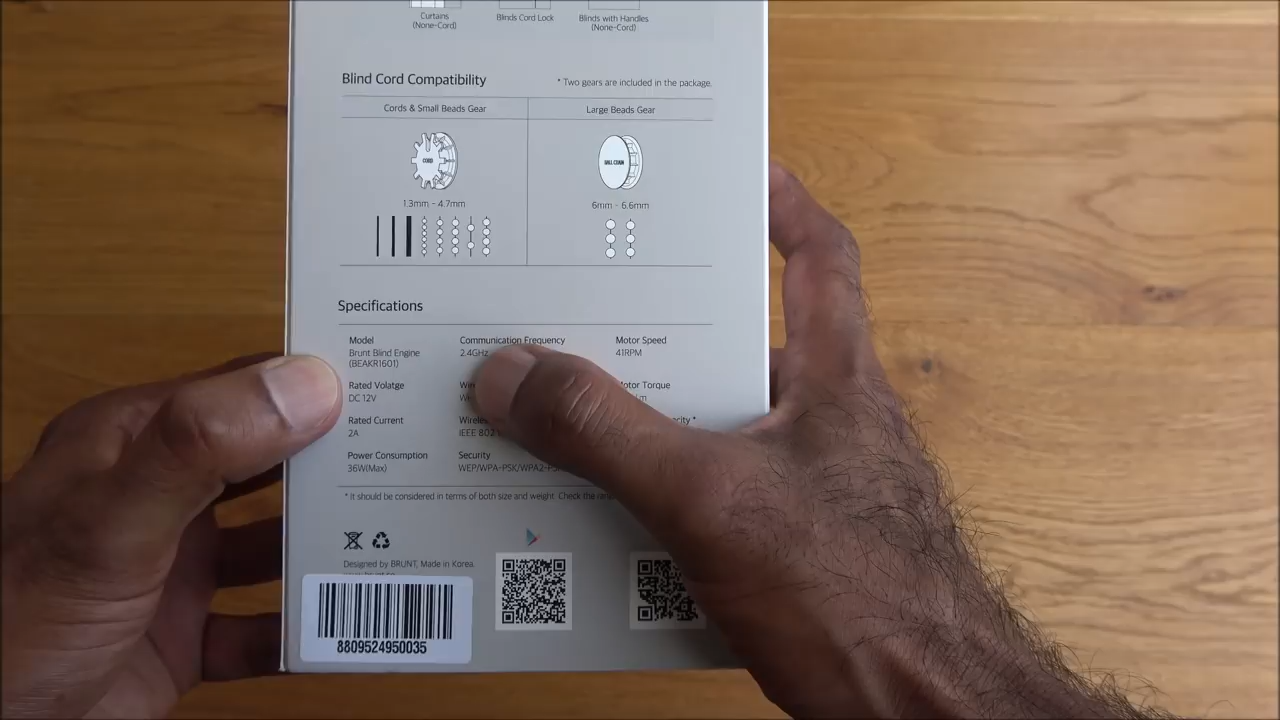 Curtains
(None-Cord)
Blinds Cord Lock
Blinds with Handles
(None-Cord)
Blind Cord Compatibility
* Two gears are included in the package.
Cords & Small Beads Gear
Large Beads Gear
CORD
BALL CHAIN
1.3mm - 4.7mm
6mm - 6.6mm
Specifications
Model
Brunt Blind Engine
(BEAKR1601)
Communication Frequency
2.4GHz
Motor Speed
41RPM
Rated Volatge
DC 12V
Motor Torque
Rated Current
2A
IEEE 802
Power Consumption
36W(Max)
Security
WEP/WPA-PSK/WPA2-
* It should be considered in terms of both size and weight. Check the
Designed by BRUNT, Made in Korea.
8809524950035